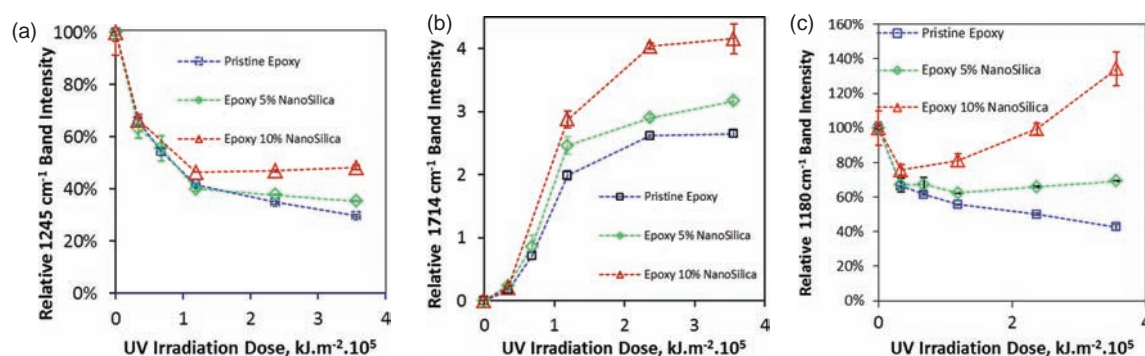 (a)
Relative 1245 cm⁻¹ Band Intensity
100%
80%
60%
40%
20%
0%
Pristine Epoxy
Epoxy 5% NanoSilica
Epoxy 10% NanoSilica
0 1 2 3 4
UV Irradiation Dose, kJ.m⁻².10⁵
(b)
Relative 1714 cm⁻¹ Band Intensity
4
3
2
1
0
Pristine Epoxy
Epoxy 5% NanoSilica
Epoxy 10% NanoSilica
0 2 4
UV Irradiation Dose, kJ.m⁻².10⁵
(c)
Relative 1180 cm⁻¹ Band Intensity
160%
140%
120%
100%
80%
60%
40%
20%
0%
Pristine Epoxy
Epoxy 5% NanoSilica
Epoxy 10% NanoSilica
0 1 2 3 4
UV Irradiation Dose, kJ.m⁻².10⁵